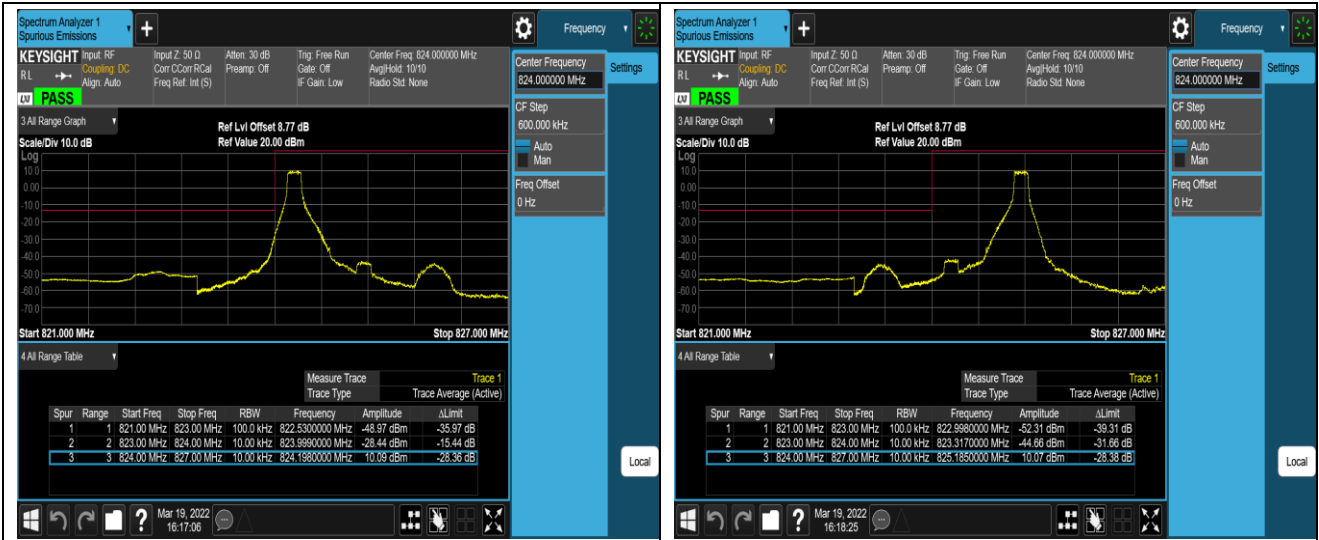 Spectrum Analyzer 1
Spurious Emissions
+
Frequency
KEYSIGHT
Input: RF
Coupling: DC
Align: Auto
Input Z: 50 Ω
Corr CCorr RCal
Freq Ref: Int (S)
Atten: 30 dB
Preamp: Off
Trig: Free Run
Gate: Off
IF Gain: Low
Center Freq: 824.000000 MHz
Avg|Hold: 10/10
Radio Std: None
RL
LXI PASS
Center Frequency
824.000000 MHz
Settings
CF Step
600.000 kHz
Auto
Man
Freq Offset
0 Hz
3 All Range Graph
Ref Lvl Offset 8.77 dB
Scale/Div 10.0 dB
Ref Value 20.00 dBm
Log
10.0
0.00
-10.0
-20.0
-30.0
-40.0
-50.0
-60.0
-70.0
Start 821.000 MHz
Stop 827.000 MHz
4 All Range Table
Measure Trace Trace 1
Trace Type Trace Average (Active)
Spur Range Start Freq Stop Freq RBW Frequency Amplitude ΔLimit
1 1 821.00 MHz 823.00 MHz 100.0 kHz 822.5300000 MHz -48.97 dBm -35.97 dB
2 2 823.00 MHz 824.00 MHz 10.00 kHz 823.9990000 MHz -28.44 dBm -15.44 dB
3 3 824.00 MHz 827.00 MHz 10.00 kHz 824.1980000 MHz 10.09 dBm -28.36 dB
Local
?
Mar 19, 2022
16:17:06
Spectrum Analyzer 1
Spurious Emissions
+
Frequency
KEYSIGHT
Input: RF
Coupling: DC
Align: Auto
Input Z: 50 Ω
Corr CCorr RCal
Freq Ref: Int (S)
Atten: 30 dB
Preamp: Off
Trig: Free Run
Gate: Off
IF Gain: Low
Center Freq: 824.000000 MHz
Avg|Hold: 10/10
Radio Std: None
RL
LXI PASS
Center Frequency
824.000000 MHz
Settings
CF Step
600.000 kHz
Auto
Man
Freq Offset
0 Hz
3 All Range Graph
Ref Lvl Offset 8.77 dB
Scale/Div 10.0 dB
Ref Value 20.00 dBm
Log
10.0
0.00
-10.0
-20.0
-30.0
-40.0
-50.0
-60.0
-70.0
Start 821.000 MHz
Stop 827.000 MHz
4 All Range Table
Measure Trace Trace 1
Trace Type Trace Average (Active)
Spur Range Start Freq Stop Freq RBW Frequency Amplitude ΔLimit
1 1 821.00 MHz 823.00 MHz 100.0 kHz 822.9980000 MHz -52.31 dBm -39.31 dB
2 2 823.00 MHz 824.00 MHz 10.00 kHz 823.3170000 MHz -44.66 dBm -31.66 dB
3 3 824.00 MHz 827.00 MHz 10.00 kHz 825.1850000 MHz 10.07 dBm -28.38 dB
Local
?
Mar 19, 2022
16:18:25